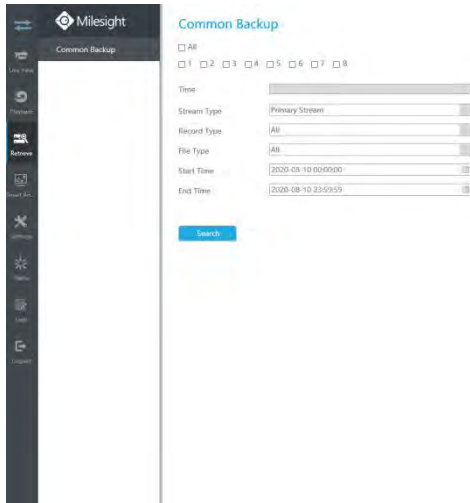 Milesight
Common Backup
Live View
Playback
Retrieve
Settings
Status
Logs
Logout
Common Backup
All
1 2 3 4 5 6 7 8
Time
Stream Type Primary Stream
Record Type All
File Type All
Start Time 2020-08-10 00:00:00
End Time 2020-08-10 23:59:59
Search